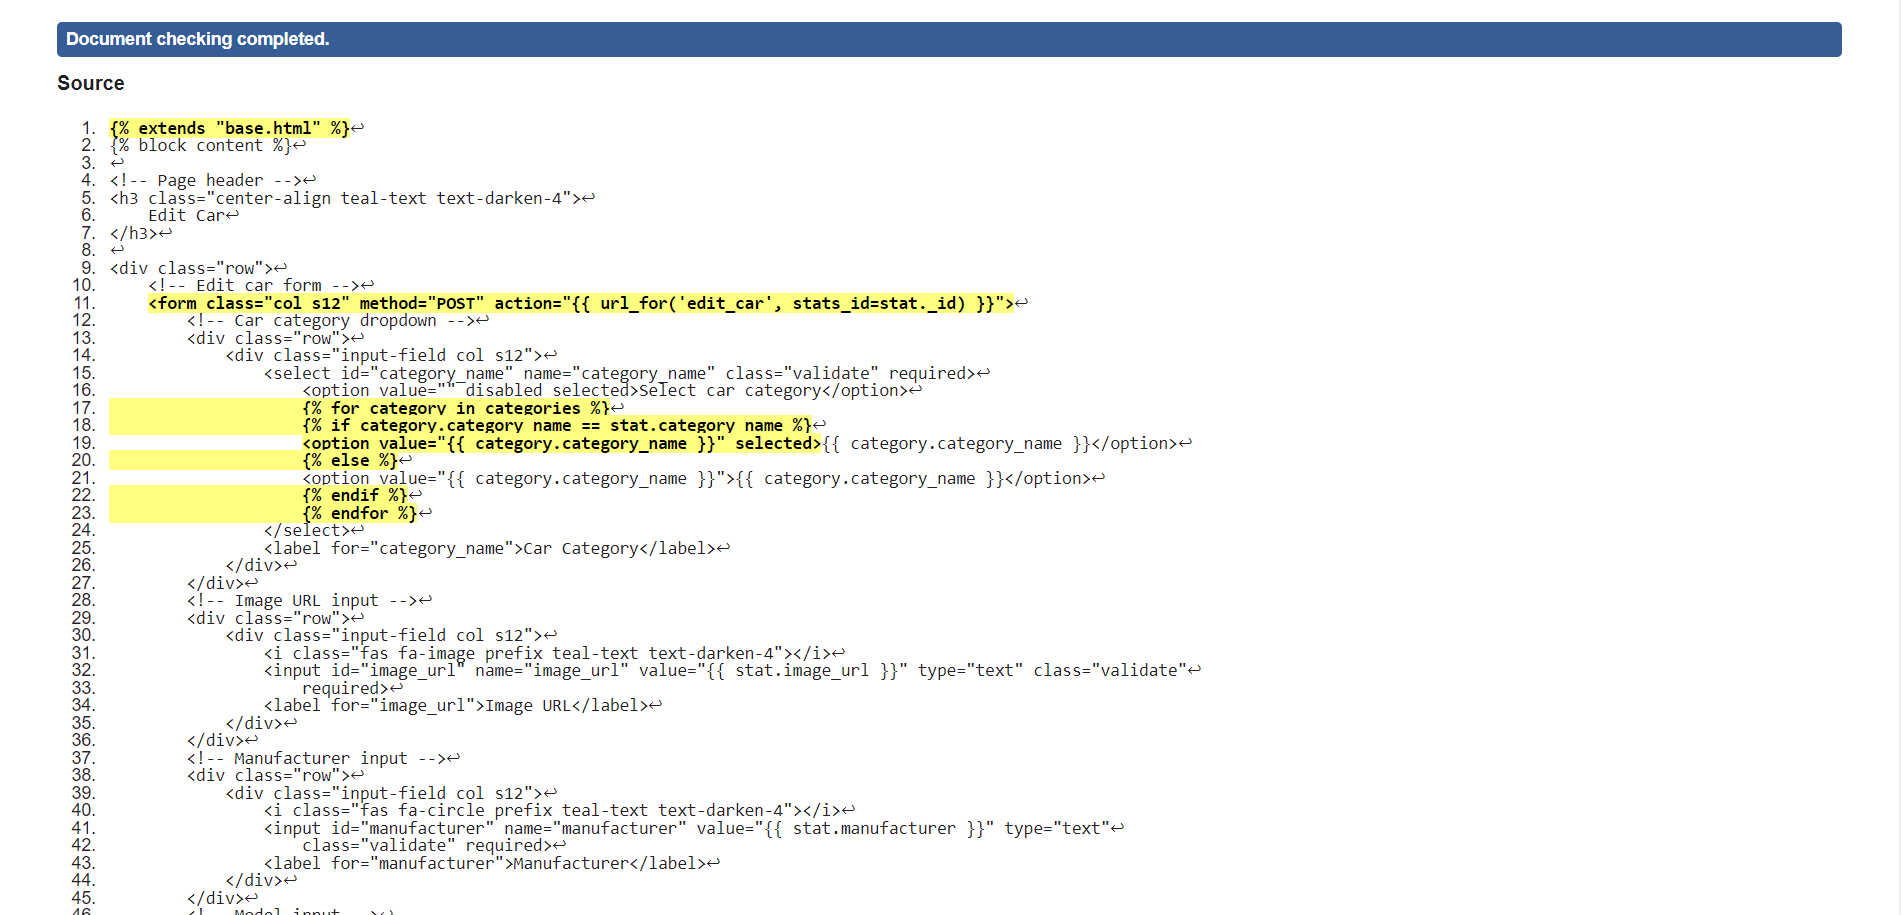 Document checking completed.
Source
1. {% extends "base.html" %}↩
2. {% block content %}↩
3. ↩
4. <!-- Page header -->↩
5. <h3 class="center-align teal-text text-darken-4">↩
6.     Edit Car↩
7. </h3>↩
8. ↩
9. <div class="row">↩
10.     <!-- Edit car form -->↩
11.     <form class="col s12" method="POST" action="{{ url_for('edit_car', stats_id=stat._id) }}">↩
12.         <!-- Car category dropdown -->↩
13.         <div class="row">↩
14.             <div class="input-field col s12">↩
15.                 <select id="category_name" name="category_name" class="validate" required>↩
16.                     <option value="" disabled selected>Select car category</option>↩
17.                     {% for category in categories %}↩
18.                     {% if category.category_name == stat.category_name %}↩
19.                     <option value="{{ category.category_name }}" selected>{{ category.category_name }}</option>↩
20.                     {% else %}↩
21.                     <option value="{{ category.category_name }}">{{ category.category_name }}</option>↩
22.                     {% endif %}↩
23.                     {% endfor %}↩
24.                 </select>↩
25.                 <label for="category_name">Car Category</label>↩
26.             </div>↩
27.         </div>↩
28.         <!-- Image URL input -->↩
29.         <div class="row">↩
30.             <div class="input-field col s12">↩
31.                 <i class="fas fa-image prefix teal-text text-darken-4"></i>↩
32.                 <input id="image_url" name="image_url" value="{{ stat.image_url }}" type="text" class="validate"↩
33.                     required>↩
34.                 <label for="image_url">Image URL</label>↩
35.             </div>↩
36.         </div>↩
37.         <!-- Manufacturer input -->↩
38.         <div class="row">↩
39.             <div class="input-field col s12">↩
40.                 <i class="fas fa-circle prefix teal-text text-darken-4"></i>↩
41.                 <input id="manufacturer" name="manufacturer" value="{{ stat.manufacturer }}" type="text"↩
42.                     class="validate" required>↩
43.                 <label for="manufacturer">Manufacturer</label>↩
44.             </div>↩
45.         </div>↩
46.         <!-- Model input -->↩